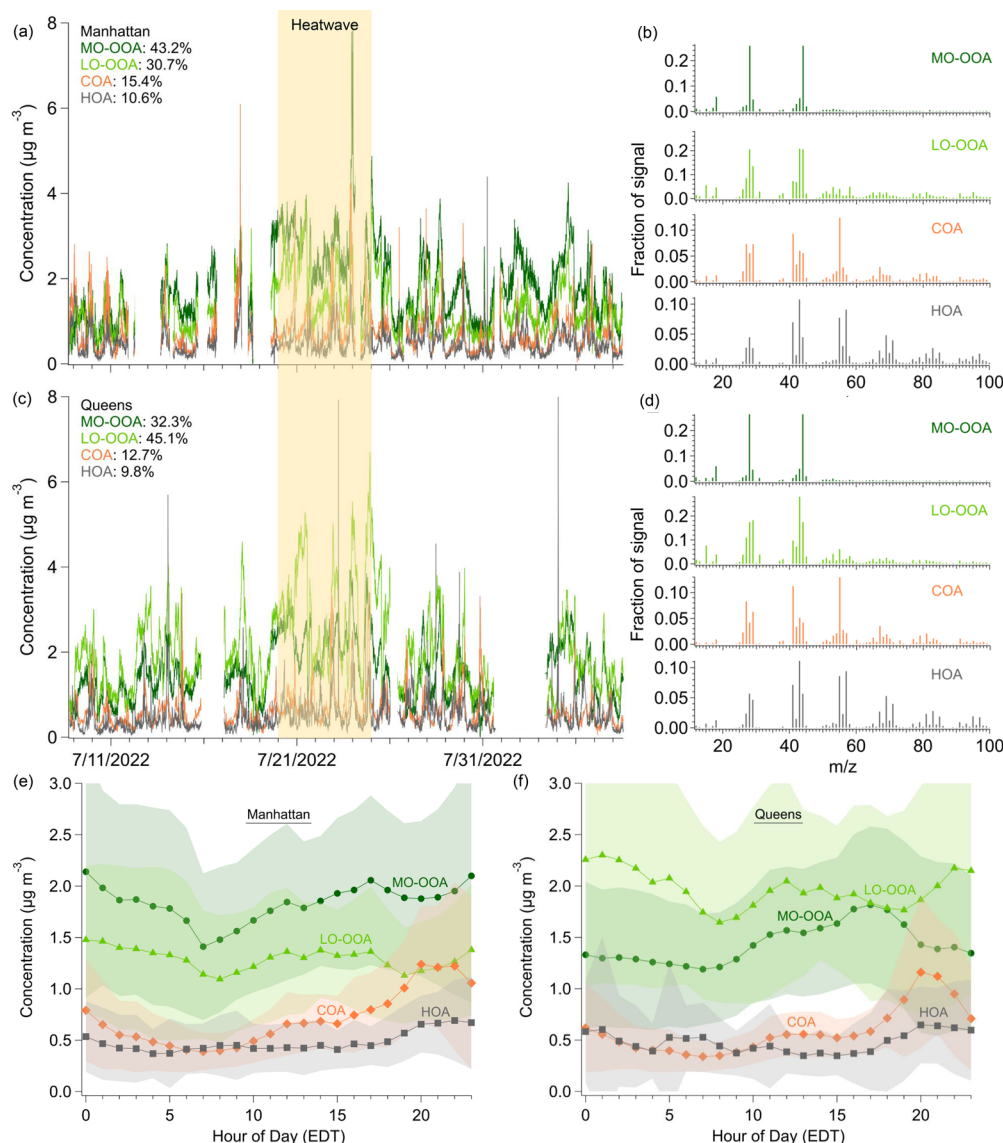 (a)
Manhattan
MO-OOA: 43.2%
LO-OOA: 30.7%
COA: 15.4%
HOA: 10.6%
Heatwave
Concentration (µg m⁻³)
8
6
4
2
0
(b)
MO-OOA
LO-OOA
COA
HOA
Fraction of signal
0.2
0.1
0.0
0.2
0.1
0.0
0.10
0.05
0.00
0.10
0.05
0.00
20 40 60 80 100
(c)
Queens
MO-OOA: 32.3%
LO-OOA: 45.1%
COA: 12.7%
HOA: 9.8%
Concentration (µg m⁻³)
8
6
4
2
0
7/11/2022 7/21/2022 7/31/2022
(d)
MO-OOA
LO-OOA
COA
HOA
Fraction of signal
0.2
0.1
0.0
0.2
0.1
0.0
0.10
0.05
0.00
0.10
0.05
0.00
20 40 60 80 100
m/z
(e)
Manhattan
MO-OOA
LO-OOA
COA
HOA
Concentration (µg m⁻³)
3.0
2.5
2.0
1.5
1.0
0.5
0.0
0 5 10 15 20
Hour of Day (EDT)
(f)
Queens
LO-OOA
MO-OOA
COA
HOA
Concentration (µg m⁻³)
3.0
2.5
2.0
1.5
1.0
0.5
0.0
0 5 10 15 20
Hour of Day (EDT)